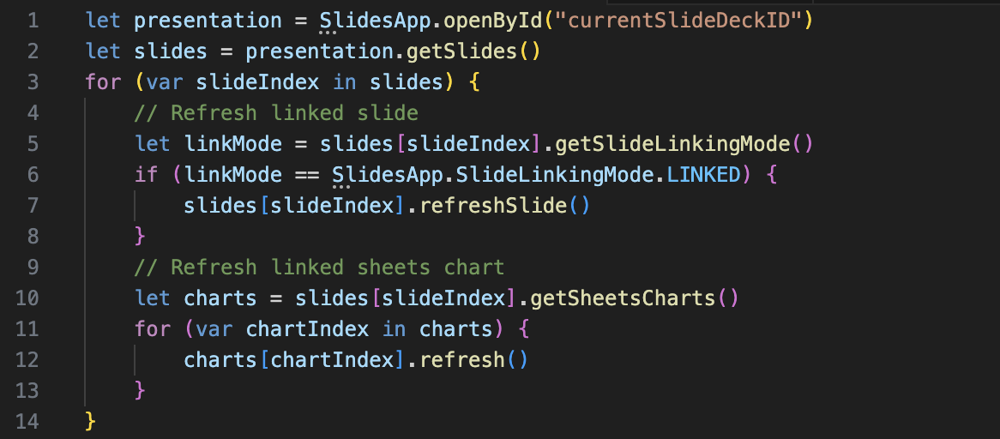 1 let presentation = SlidesApp.openById("currentSlideDeckID")
2 let slides = presentation.getSlides()
3 for (var slideIndex in slides) {
4     // Refresh linked slide
5     let linkMode = slides[slideIndex].getSlideLinkingMode()
6     if (linkMode == SlidesApp.SlideLinkingMode.LINKED) {
7         slides[slideIndex].refreshSlide()
8     }
9     // Refresh linked sheets chart
10     let charts = slides[slideIndex].getSheetsCharts()
11     for (var chartIndex in charts) {
12         charts[chartIndex].refresh()
13     }
14 }